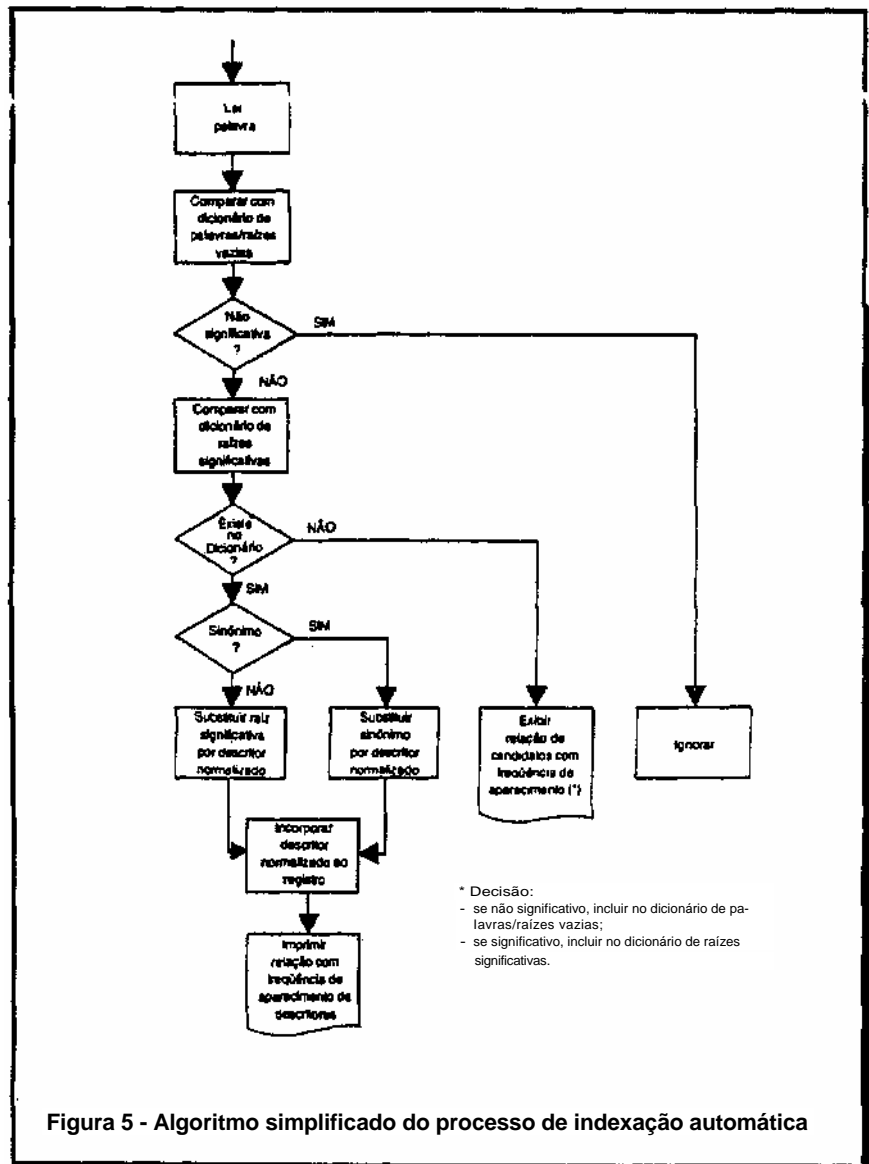 Ler
palavra
Comparar com
dicionário de
palavras/raízes
vazias
Não
significativa
?
SIM
NÃO
Comparar com
dicionário de
raízes
significativas
Existe
no
Dicionário
?
NÃO
SIM
Sinônimo
?
SIM
NÃO
Substituir raiz
significativa
por descritor
normalizado
Substituir
sinônimo
por descritor
normalizado
Exibir
relação de
candidatos com
freqüência de
aparecimento (*)
Ignorar
Incorporar
descritor
normalizado ao
registro
* Decisão:
- se não significativo, incluir no dicionário de pa-
lavras/raízes vazias;
- se significativo, incluir no dicionário de raízes
significativas.
Imprimir
relação com
freqüência de
aparecimento de
descritores
Figura 5 - Algoritmo simplificado do processo de indexação automática